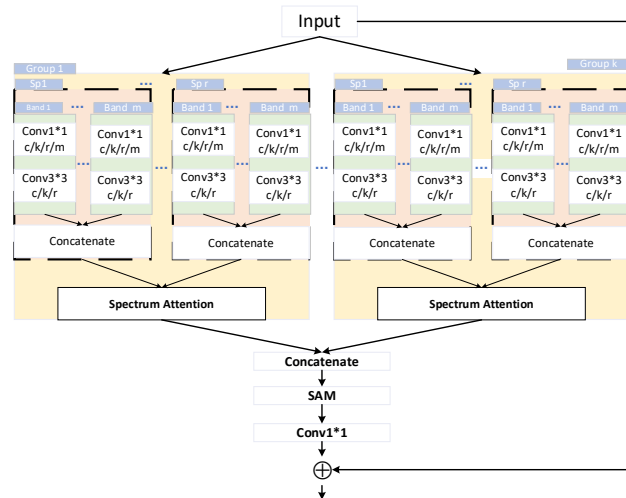 Input
Group 1
Group k
Sp1
...
Sp r
Sp1
...
Sp r
Band 1
...
Band m
Band 1
...
Band m
Band 1
...
Band m
Band 1
...
Band m
Conv1*1
c/k/r/m
Conv1*1
c/k/r/m
Conv1*1
c/k/r/m
Conv1*1
c/k/r/m
Conv1*1
c/k/r/m
Conv1*1
c/k/r/m
Conv1*1
c/k/r/m
Conv1*1
c/k/r/m
...
...
...
...
...
...
...
Conv3*3
c/k/r
Conv3*3
c/k/r
Conv3*3
c/k/r
Conv3*3
c/k/r
Conv3*3
c/k/r
Conv3*3
c/k/r
Conv3*3
c/k/r
Conv3*3
c/k/r
Concatenate
Concatenate
Concatenate
Concatenate
Spectrum Attention
Spectrum Attention
Concatenate
SAM
Conv1*1